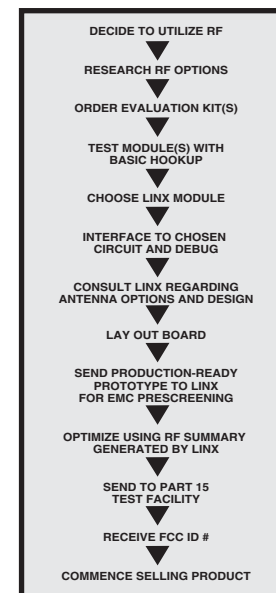 DECIDE TO UTILIZE RF
RESEARCH RF OPTIONS
ORDER EVALUATION KIT(S)
TEST MODULE(S) WITH
BASIC HOOKUP
CHOOSE LINX MODULE
INTERFACE TO CHOSEN
CIRCUIT AND DEBUG
CONSULT LINX REGARDING
ANTENNA OPTIONS AND DESIGN
LAY OUT BOARD
SEND PRODUCTION-READY
PROTOTYPE TO LINX
FOR EMC PRESCREENING
OPTIMIZE USING RF SUMMARY
GENERATED BY LINX
SEND TO PART 15
TEST FACILITY
RECEIVE FCC ID #
COMMENCE SELLING PRODUCT